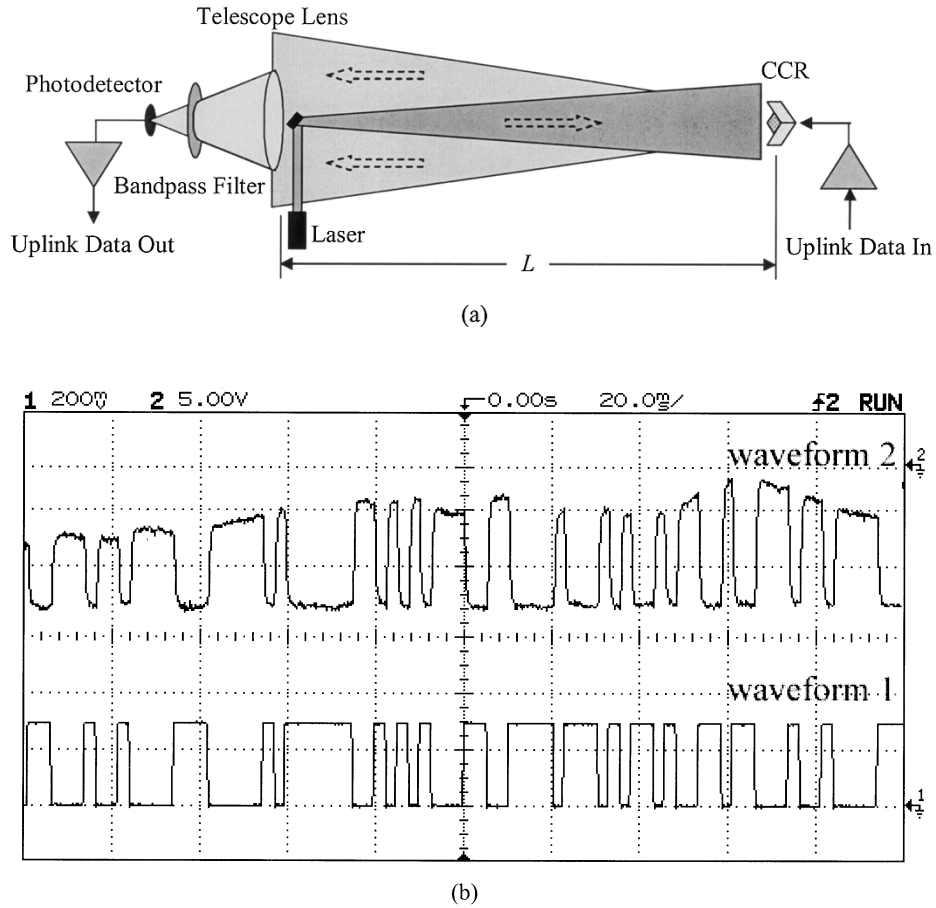 Telescope Lens
Photodetector
CCR
Bandpass Filter
Uplink Data Out
Laser
L
Uplink Data In
(a)
1 200m𝚅 2 5.00V 0.00s 20.0ms/ f2 RUN
waveform 2
2
waveform 1
1
(b)